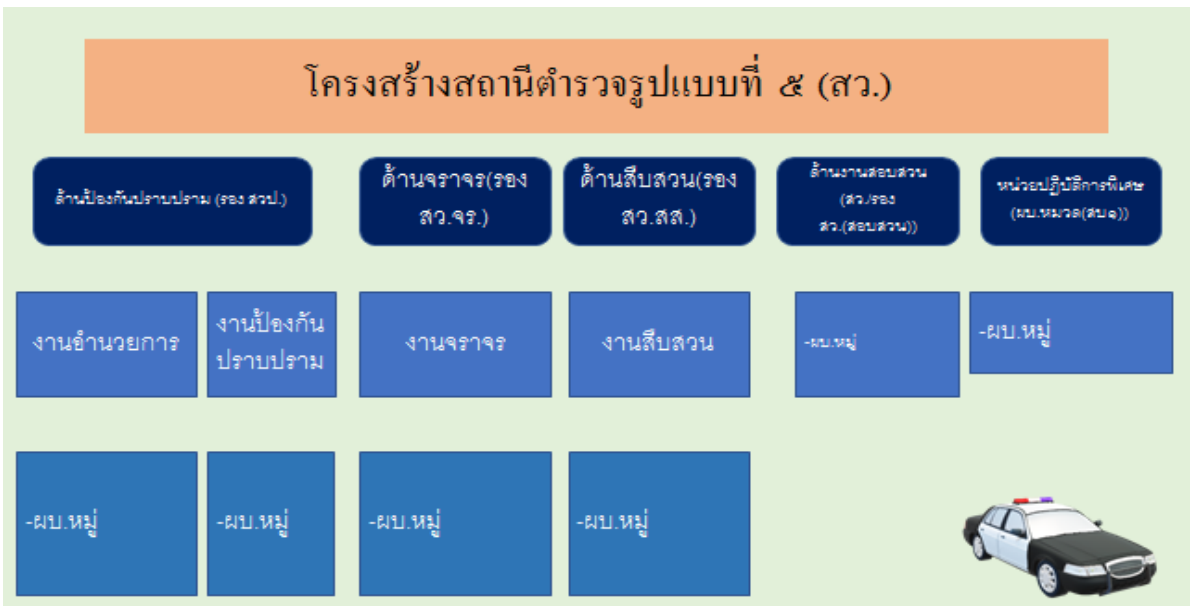 โครงสร้างสถานีตำรวจรูปแบบที่ ๕ (สว.)
ด้านป้องกันปราบปราม (รอง สวป.)
ด้านจราจร(รอง
สว.จร.)
ด้านสืบสวน(รอง
สว.สส.)
ด้านงานสอบสวน
(สว./รอง
สว.(สอบสวน))
หน่วยปฏิบัติการพิเศษ
(ผบ.หมวด(สบ๑))
งานอำนวยการ
งานป้องกัน
ปราบปราม
งานจราจร
งานสืบสวน
-ผบ.หมู่
-ผบ.หมู่
-ผบ.หมู่
-ผบ.หมู่
-ผบ.หมู่
-ผบ.หมู่